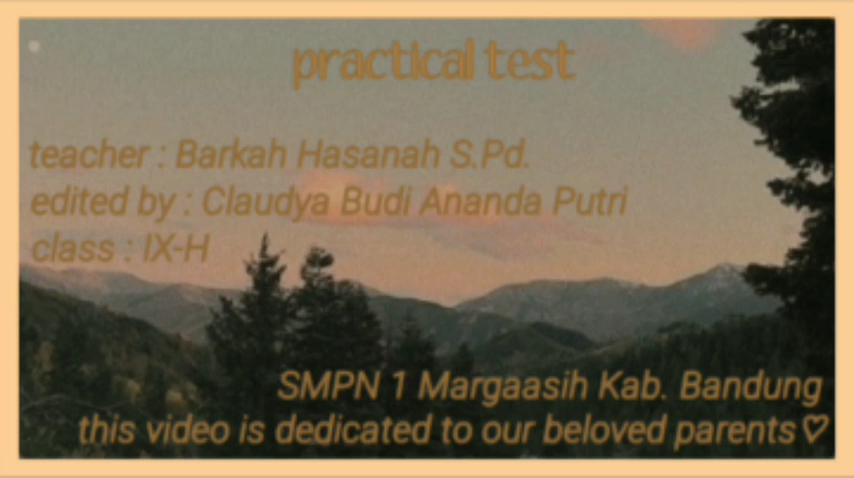 practical test
teacher : Barkah Hasanah S.Pd.
edited by : Claudya Budi Ananda Putri
class : IX-H
SMPN 1 Margaasih Kab. Bandung
this video is dedicated to our beloved parents♡